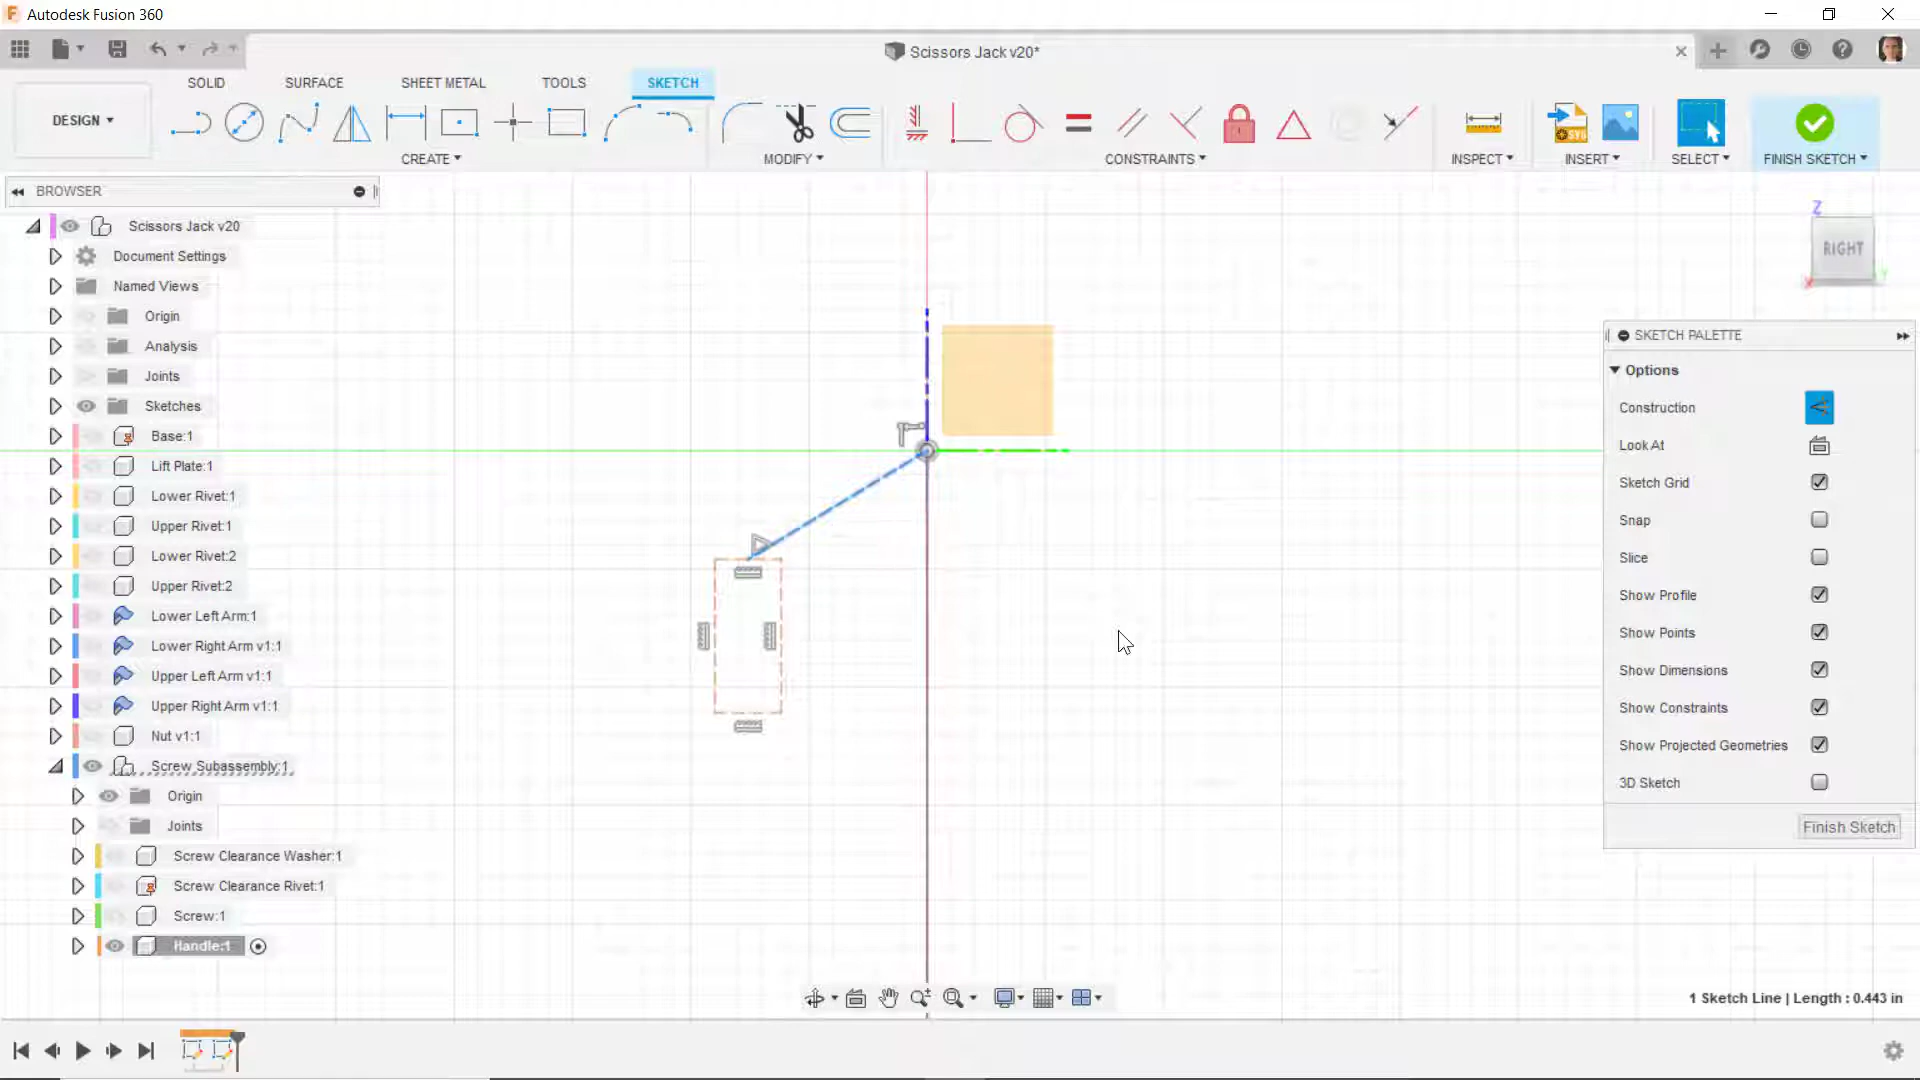 Autodesk Fusion 360
Scissors Jack v20*
SOLID
SURFACE
SHEET METAL
TOOLS
SKETCH
DESIGN
CREATE
MODIFY
CONSTRAINTS
INSPECT
INSERT
SELECT
FINISH SKETCH
BROWSER
Scissors Jack v20
Document Settings
Named Views
Origin
Analysis
Joints
Sketches
Base:1
Lift Plate:1
Lower Rivet:1
Upper Rivet:1
Lower Rivet:2
Upper Rivet:2
Lower Left Arm:1
Lower Right Arm v1:1
Upper Left Arm v1:1
Upper Right Arm v1:1
Nut v1:1
Screw Subassembly:1
Origin
Joints
Screw Clearance Washer:1
Screw Clearance Rivet:1
Screw:1
Handle:1
Z
RIGHT
X
Y
SKETCH PALETTE
Options
Construction
Look At
Sketch Grid
Snap
Slice
Show Profile
Show Points
Show Dimensions
Show Constraints
Show Projected Geometries
3D Sketch
Finish Sketch
1 Sketch Line | Length : 0.443 in